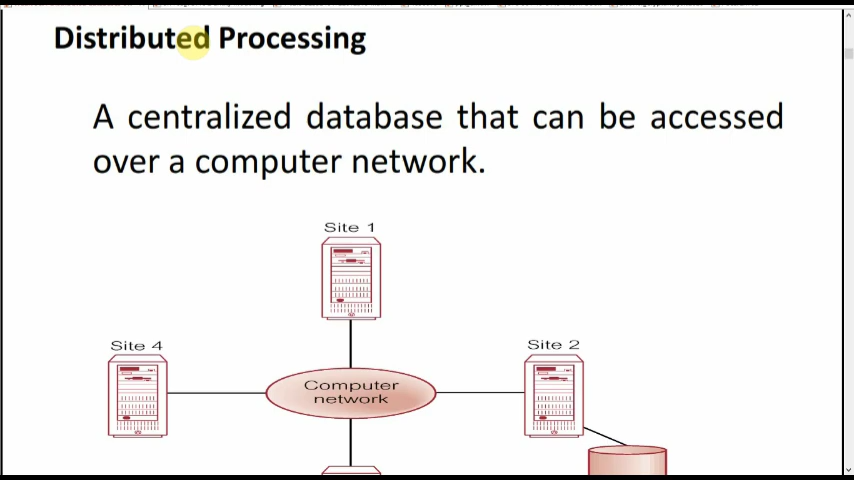 Distributed Processing
A centralized database that can be accessed
over a computer network.
Site 1
Site 4
Site 2
Computer
network